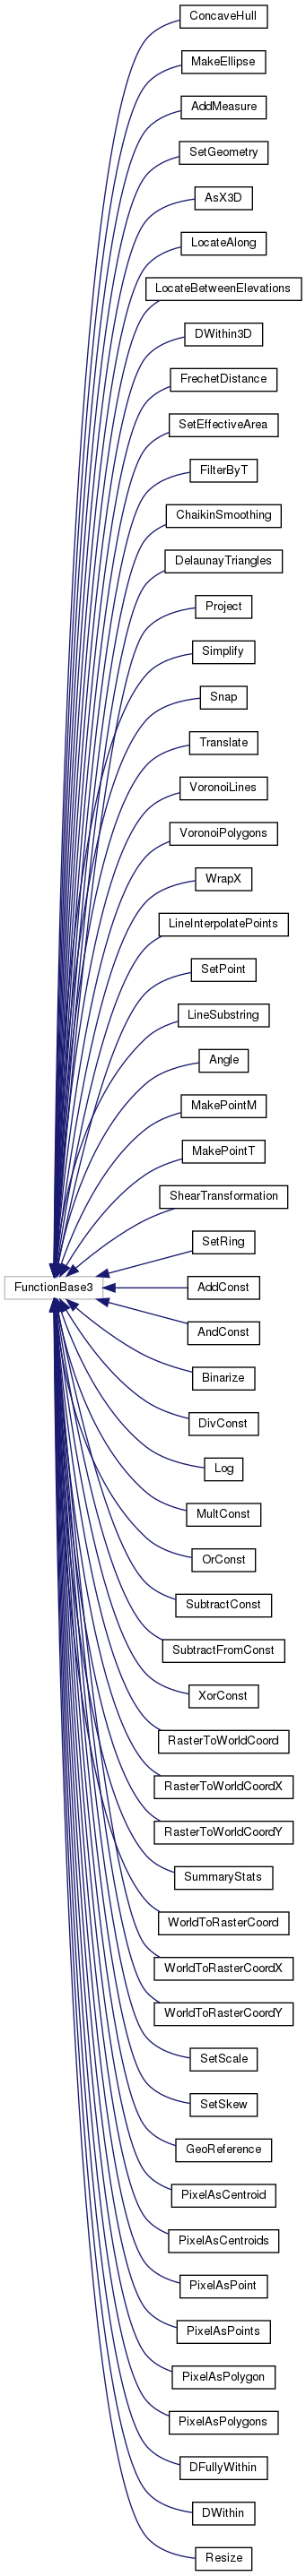 ConcaveHull
MakeEllipse
AddMeasure
SetGeometry
AsX3D
LocateAlong
LocateBetweenElevations
DWithin3D
FrechetDistance
SetEffectiveArea
FilterByT
ChaikinSmoothing
DelaunayTriangles
Project
Simplify
Snap
Translate
VoronoiLines
VoronoiPolygons
WrapX
LineInterpolatePoints
SetPoint
LineSubstring
Angle
MakePointM
MakePointT
ShearTransformation
SetRing
FunctionBase3
AddConst
AndConst
Binarize
DivConst
Log
MultConst
OrConst
SubtractConst
SubtractFromConst
XorConst
RasterToWorldCoord
RasterToWorldCoordX
RasterToWorldCoordY
SummaryStats
WorldToRasterCoord
WorldToRasterCoordX
WorldToRasterCoordY
SetScale
SetSkew
GeoReference
PixelAsCentroid
PixelAsCentroids
PixelAsPoint
PixelAsPoints
PixelAsPolygon
PixelAsPolygons
DFullyWithin
DWithin
Resize